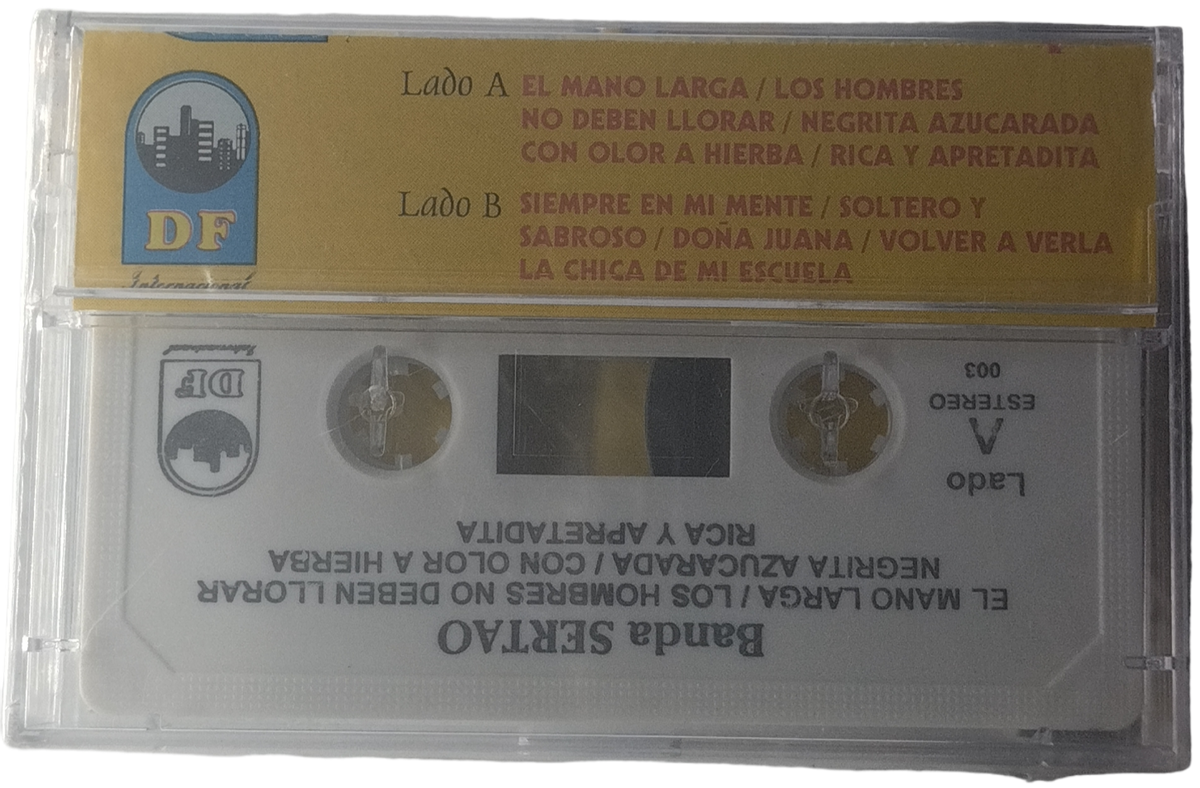 Lado A EL MANO LARGA / LOS HOMBRES
NO DEBEN LLORAR / NEGRITA AZUCARADA
CON OLOR A HIERBA / RICA Y APRETADITA
Lado B SIEMPRE EN MI MENTE / SOLTERO Y
SABROSO / DOÑA JUANA / VOLVER A VERLA
LA CHICA DE MI ESCUELA
DF
Internacional
Banda SERTAO
EL MANO LARGA / LOS HOMBRES NO DEBEN LLORAR
NEGRITA AZUCARADA / CON OLOR A HIERBA
RICA Y APRETADITA
Lado
A
ESTEREO
003
DF
Internacional